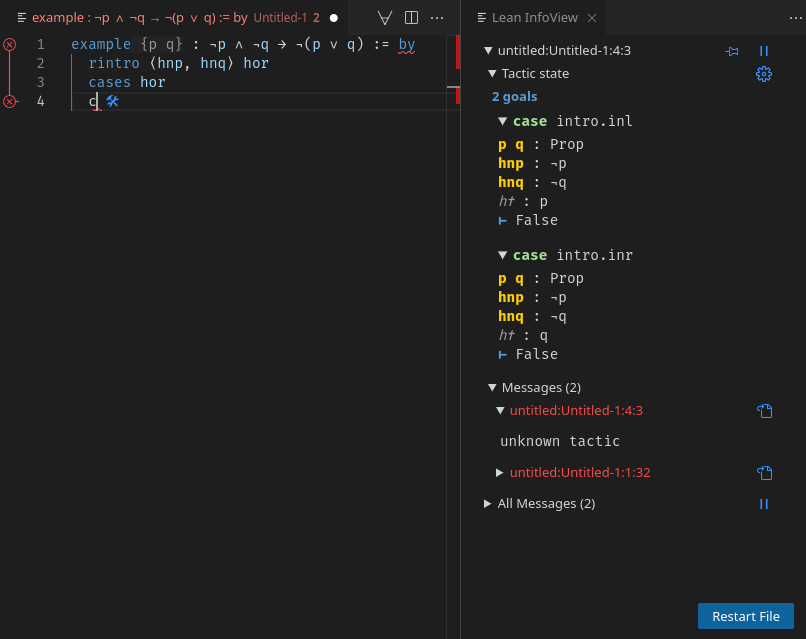 example : ¬p ∧ ¬q → ¬(p ∨ q) := by Untitled-1 2
1 example {p q} : ¬p ∧ ¬q → ¬(p ∨ q) := by
2 rintro ⟨hnp, hnq⟩ hor
3 cases hor
4 c
Lean InfoView
untitled:Untitled-1:4:3
Tactic state
2 goals
case intro.inl
p q : Prop
hnp : ¬p
hnq : ¬q
h† : p
⊢ False
case intro.inr
p q : Prop
hnp : ¬p
hnq : ¬q
h† : q
⊢ False
Messages (2)
untitled:Untitled-1:4:3
unknown tactic
untitled:Untitled-1:1:32
All Messages (2)
Restart File